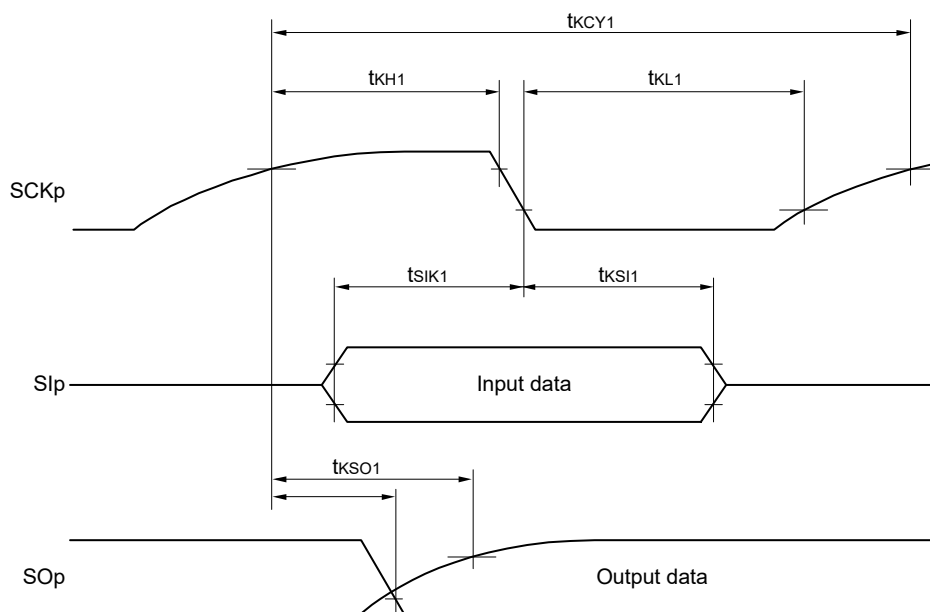 tKCY1
tKH1
tKL1
SCKp
tSIK1
tKSI1
SIp
Input data
tKSO1
SOp
Output data